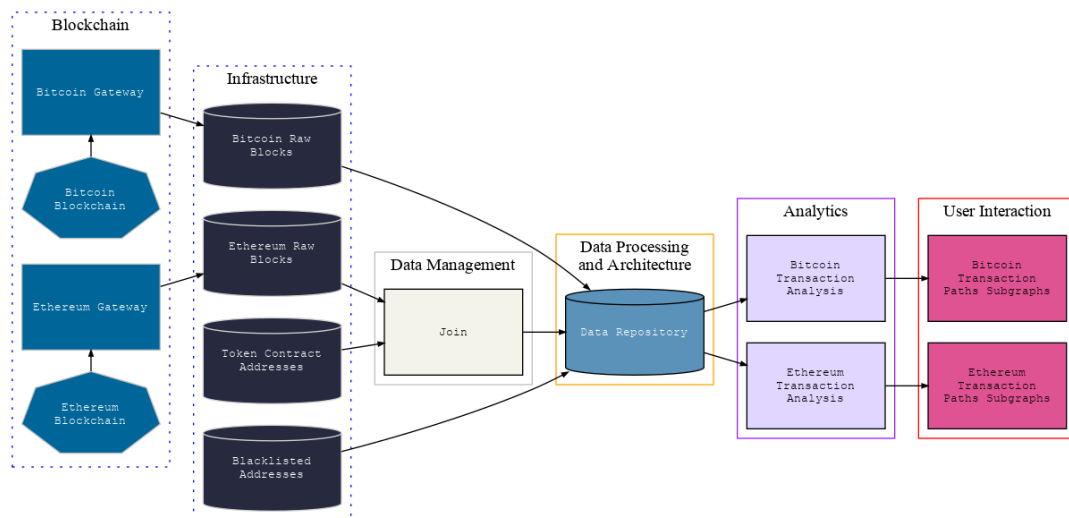 Blockchain
Bitcoin Gateway
Bitcoin
Blockchain
Ethereum Gateway
Ethereum
Blockchain
Infrastructure
Bitcoin Raw
Blocks
Ethereum Raw
Blocks
Token Contract
Addresses
Blacklisted
Addresses
Data Management
Join
Data Processing
and Architecture
Data Repository
Analytics
Bitcoin
Transaction
Analysis
Ethereum
Transaction
Analysis
User Interaction
Bitcoin
Transaction
Paths Subgraphs
Ethereum
Transaction
Paths Subgraphs